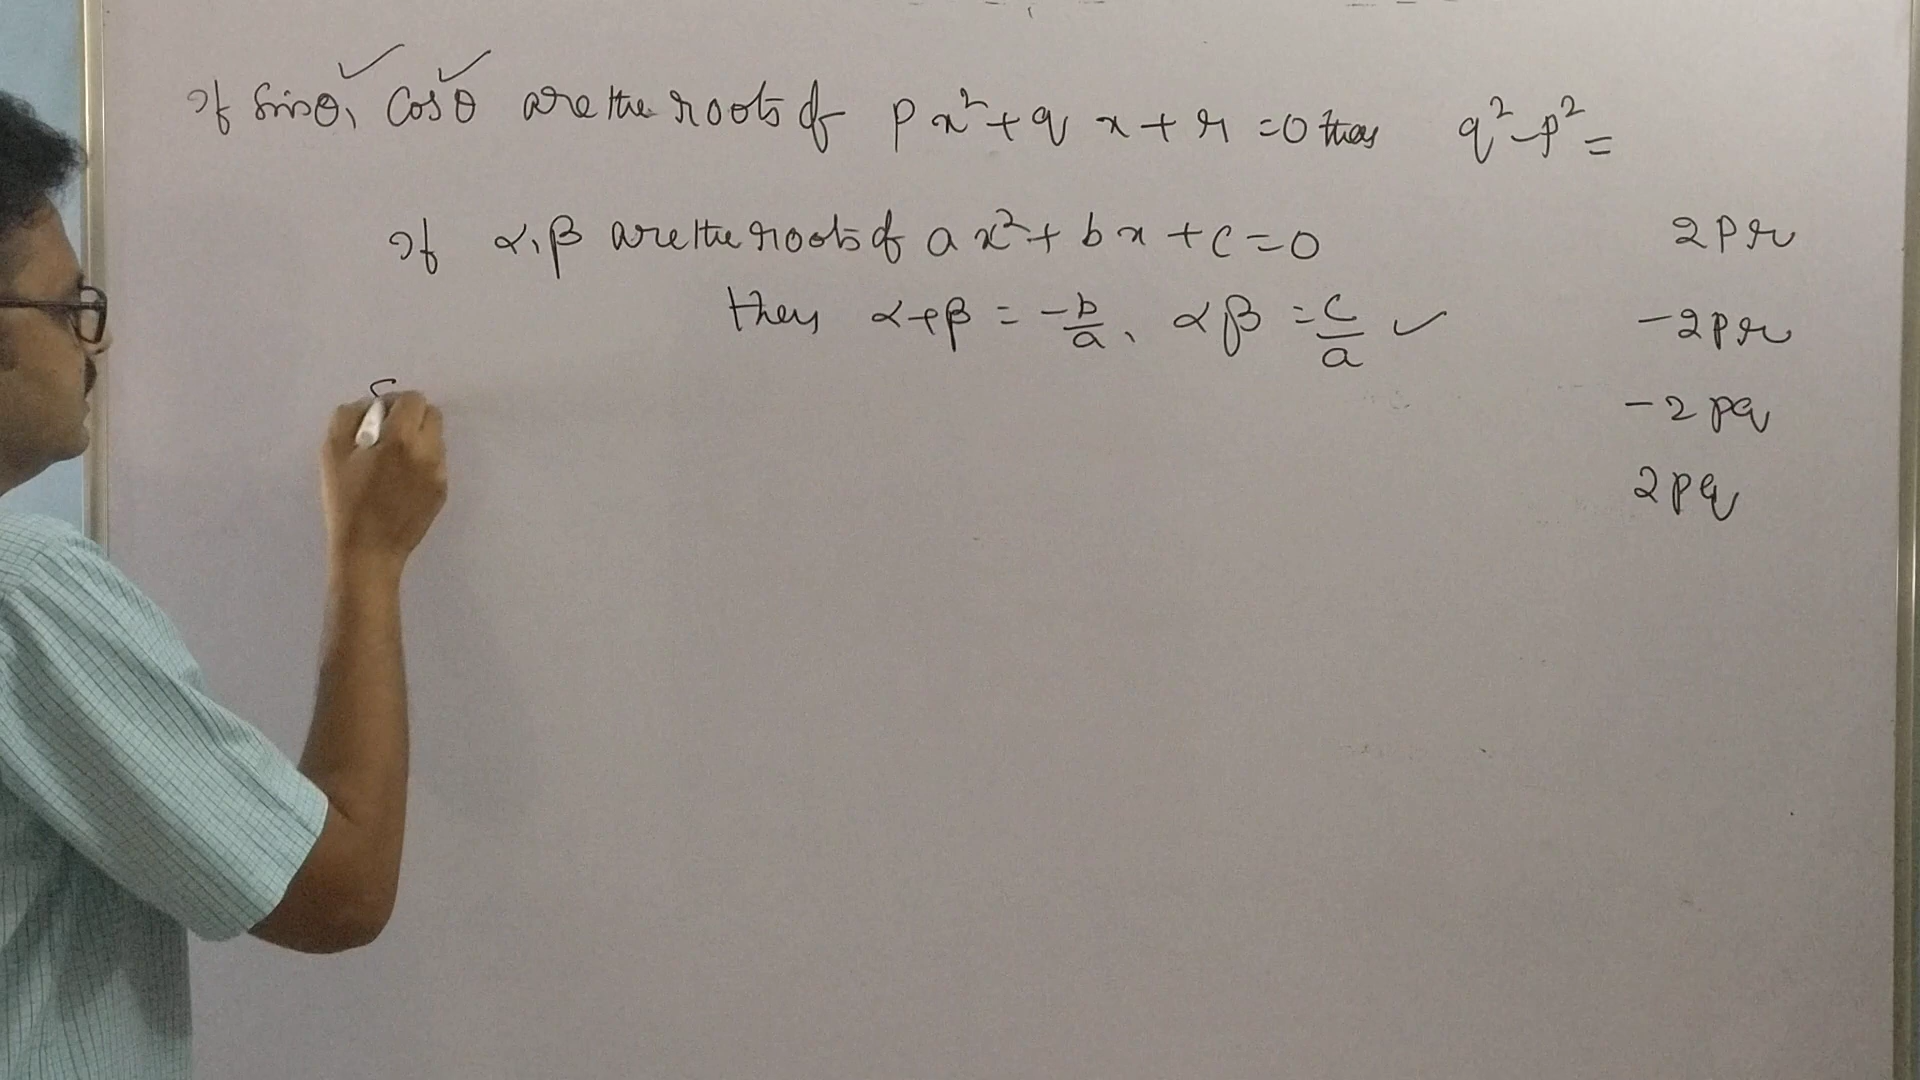 If Sinθ, Cosθ are the roots of px²+qx+r=0 then q²-p²=
If α,β are the roots of ax²+bx+c=0
then α+β = -b/a, αβ = c/a ✓
2pr
-2pr
-2pq
2pq
S